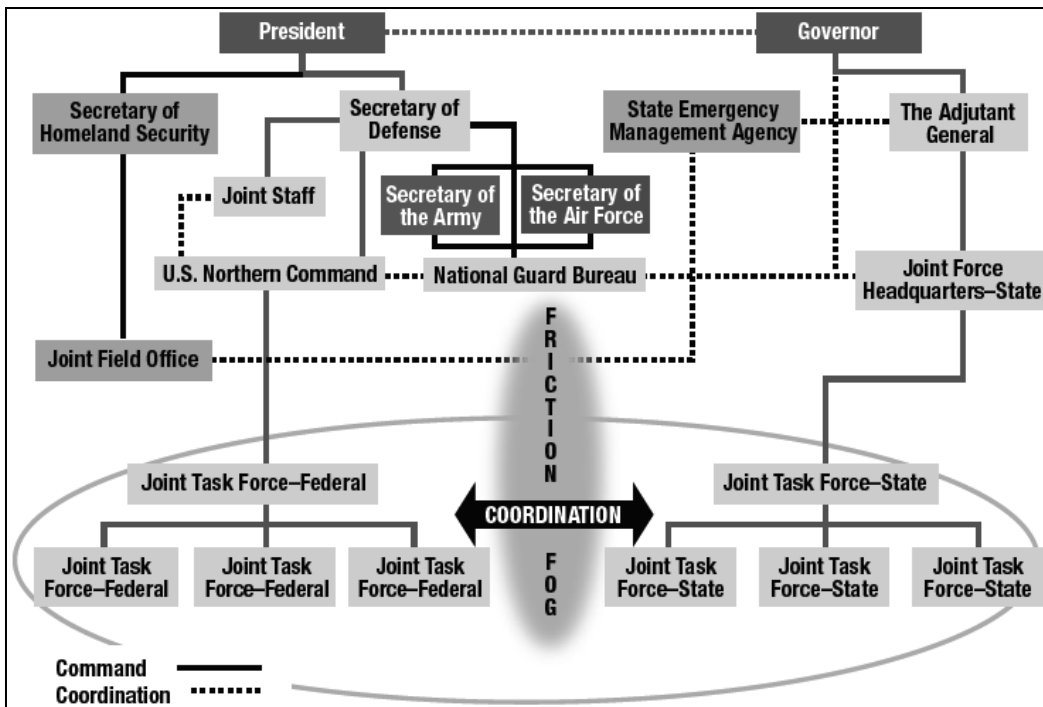 President
Governor
Secretary of
Homeland Security
Secretary of
Defense
State Emergency
Management Agency
The Adjutant
General
Joint Staff
Secretary of
the Army
Secretary of
the Air Force
U.S. Northern Command
National Guard Bureau
Joint Force
Headquarters–State
Joint Field Office
FRICTION
Joint Task Force–Federal
Joint Task Force–State
COORDINATION
Joint Task
Force–Federal
Joint Task
Force–Federal
Joint Task
Force–Federal
FOG
Joint Task
Force–State
Joint Task
Force–State
Joint Task
Force–State
Command
Coordination